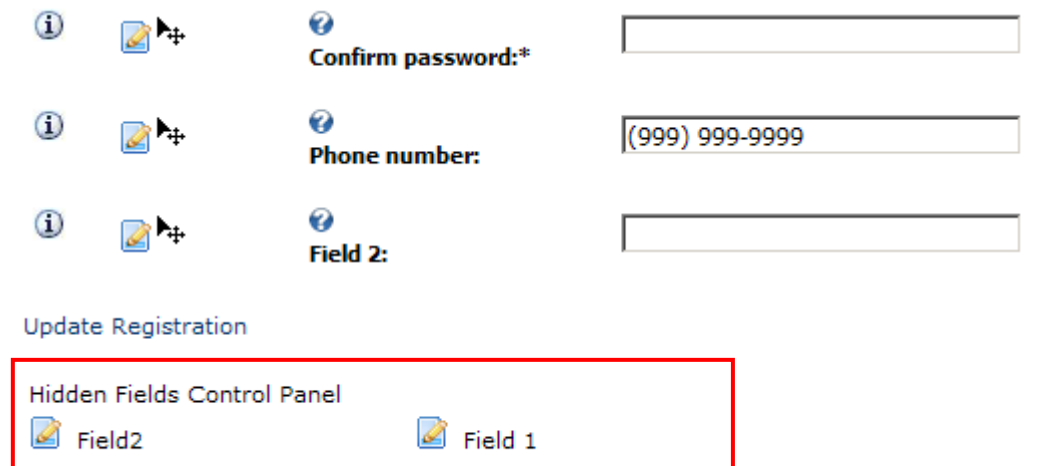 Confirm password:*
(999) 999-9999
Phone number:
Field 2:
Update Registration
Hidden Fields Control Panel
Field2 Field 1